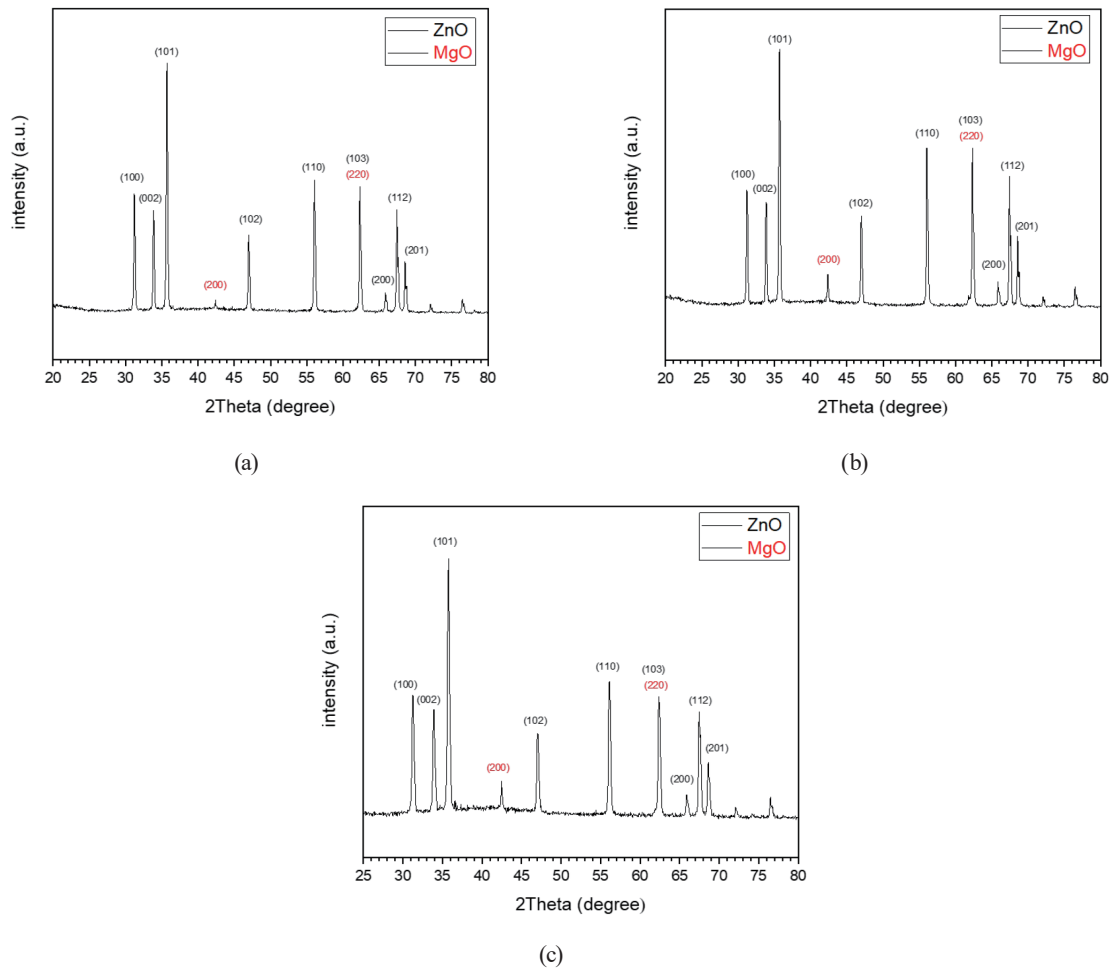 ZnO
MgO
(101)
(100)
(002)
(102)
(200)
(110)
(103)
(220)
(200)
(112)
(201)
intensity (a.u.)
20 25 30 35 40 45 50 55 60 65 70 75 80
2Theta (degree)
(a)
ZnO
MgO
(101)
(100)
(002)
(102)
(200)
(110)
(103)
(220)
(200)
(112)
(201)
intensity (a.u.)
20 25 30 35 40 45 50 55 60 65 70 75 80
2Theta (degree)
(b)
ZnO
MgO
(101)
(100)
(002)
(200)
(102)
(110)
(103)
(220)
(200)
(112)
(201)
intensity (a.u.)
25 30 35 40 45 50 55 60 65 70 75 80
2Theta (degree)
(c)